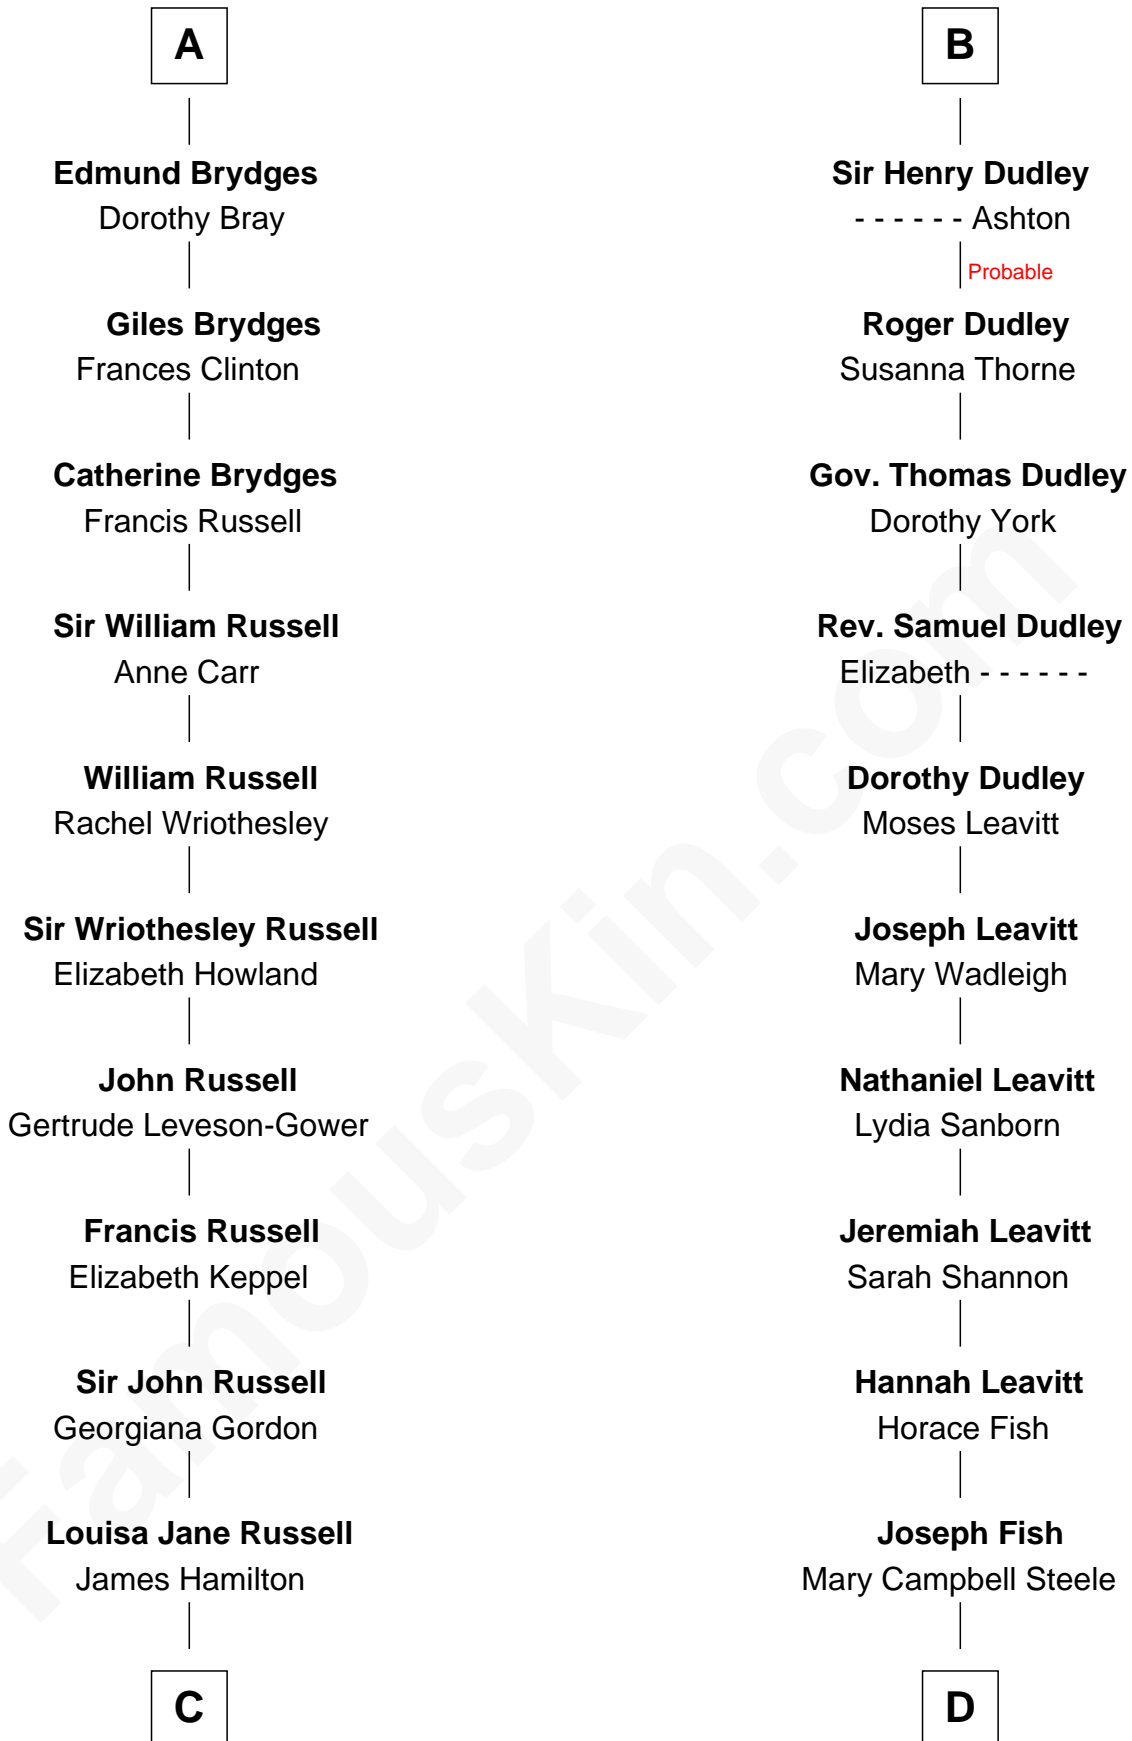 A
Edmund Brydges
Dorothy Bray
Giles Brydges
Frances Clinton
Catherine Brydges
Francis Russell
Sir William Russell
Anne Carr
William Russell
Rachel Wriothesley
Sir Wriothesley Russell
Elizabeth Howland
John Russell
Gertrude Leveson-Gower
Francis Russell
Elizabeth Keppel
Sir John Russell
Georgiana Gordon
Louisa Jane Russell
James Hamilton
C
B
Sir Henry Dudley
- - - - - - Ashton
Probable
Roger Dudley
Susanna Thorne
Gov. Thomas Dudley
Dorothy York
Rev. Samuel Dudley
Elizabeth - - - - - -
Dorothy Dudley
Moses Leavitt
Joseph Leavitt
Mary Wadleigh
Nathaniel Leavitt
Lydia Sanborn
Jeremiah Leavitt
Sarah Shannon
Hannah Leavitt
Horace Fish
Joseph Fish
Mary Campbell Steele
D
FamousKin.com